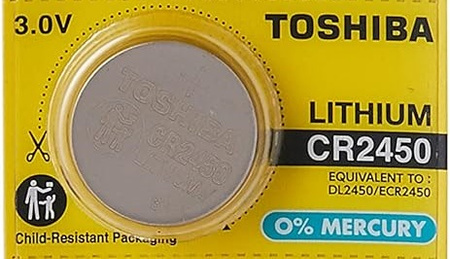 3.0V
TOSHIBA
TOSHIBA
CR2450
LITHIUM
CR2450
EQUIVALENT TO :
DL2450/ECR2450
0% MERCURY
Child-Resistant Packaging